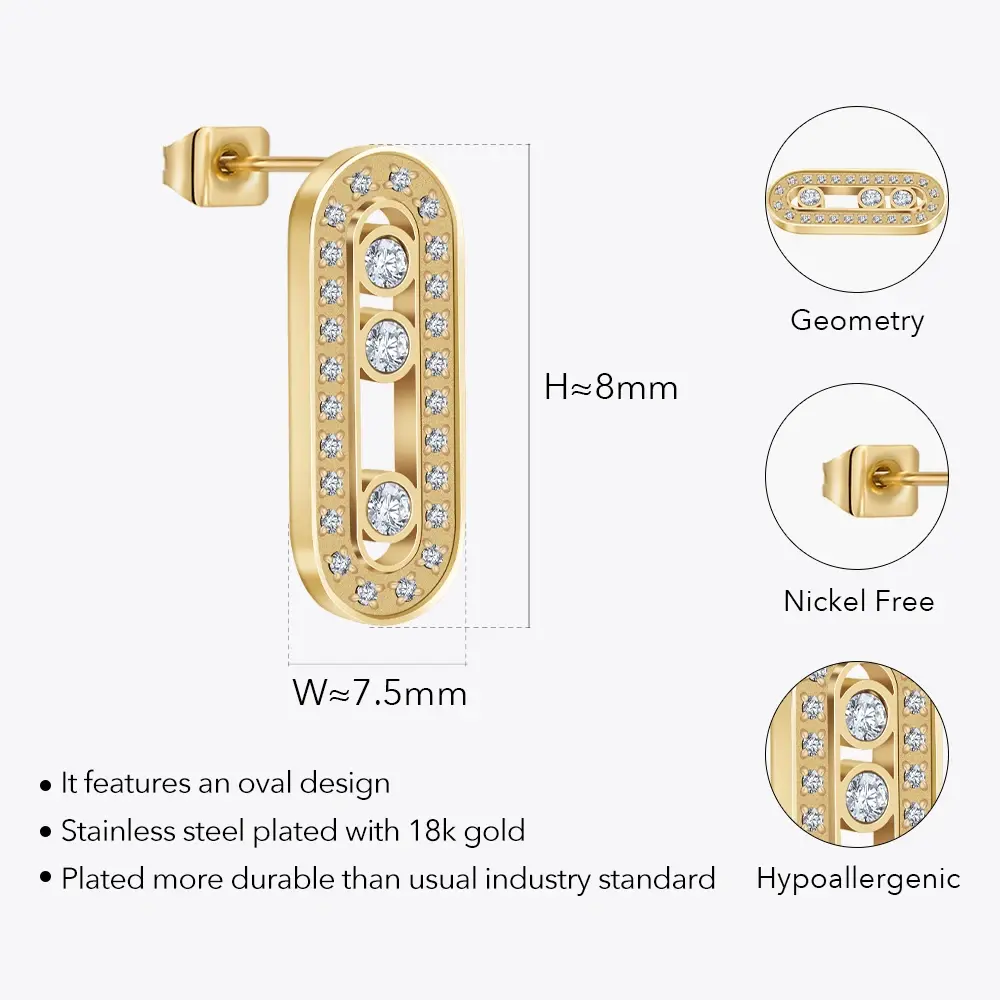 Geometry
H≈8mm
Nickel Free
W≈7.5mm
• It features an oval design
• Stainless steel plated with 18k gold
• Plated more durable than usual industry standard
Hypoallergenic